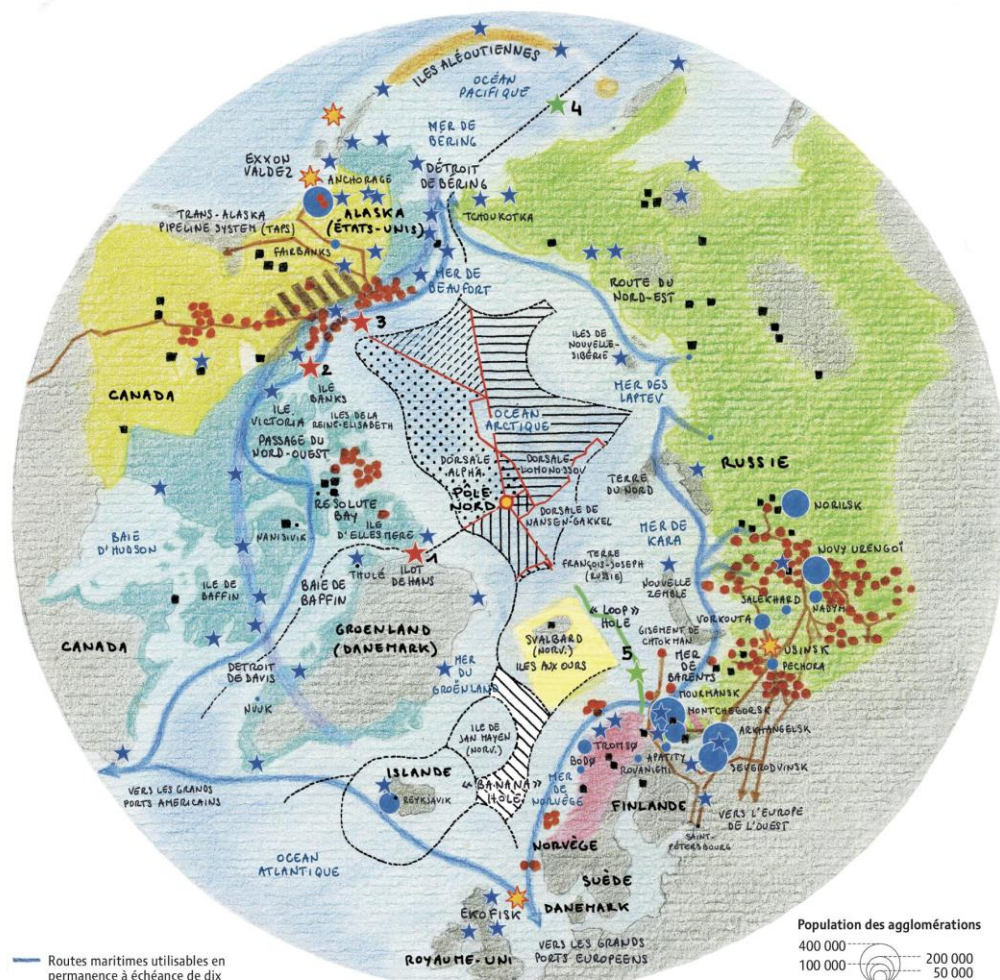 ILES ALÉOUTIENNES
OCÉAN
PACIFIQUE
4
MER DE
BÉRING
EXXON
VALDEZ
ANCHORAGE
DÉTROIT
DE BÉRING
TRANS-ALASKA
PIPELINE SYSTEM (TAPS)
ALASKA
(ÉTATS-UNIS)
TCHOUKOTKA
FAIRBANKS
MER DE
BEAUFORT
ROUTE DU
NORD-EST
3
ILES DE
NOUVELLE-
SIBÉRIE
2
CANADA
ILE
BANKS
MER DES
LAPTEV
ILE
VICTORIA
ILES DE LA
REINE-ELISABETH
OCÉAN
ARCTIQUE
PASSAGE DU
NORD-OUEST
DORSALE
ALPHA
DORSALE
LOMONOSSOV
RUSSIE
TERRE
DU NORD
RESOLUTE
BAY
PÔLE
NORD
NORILSK
ILE
D'ELLESMERE
DORSALE DE
NANSEN-GAKKEL
BAIE
D'HUDSON
NANISIVIK
MER DE
KARA
NOVY URENGOÏ
1
THULÉ
ILOT
DE HANS
TERRE
FRANÇOIS-JOSEPH
(RUSSIE)
NOUVELLE
ZEMBLE
ILE DE
BAFFIN
BAIE DE
BAFFIN
SALEKHARD
NADYM
« LOOP »
HOLE
VORKOUTA
GROENLAND
(DANEMARK)
SVALBARD
(NORV.)
ILES AUX OURS
GISEMENT DE
CHTOKMAN
USINSK
CANADA
5
MER
DE
BARENTS
PECHORA
DETROIT
DE DAVIS
MER
DU
GROËNLAND
MOURMANSK
MONTCHEGORSK
NUUK
ILE DE
JAN MAYEN
(NORV.)
TROMSØ
ARKHANGELSK
BODØ
APATITY
ROVANIEMI
SEVERODVINSK
VERS LES GRANDS
PORTS AMERICAINS
ISLANDE
« BANANA »
HOLE
MER
DE
NORVÈGE
REYKJAVIK
FINLANDE
VERS L'EUROPE
DE L'OUEST
SAINT-
PÉTERSBOURG
NORVÈGE
OCEAN
ATLANTIQUE
SUÈDE
DANEMARK
EKOFISK
VERS LES GRANDS
PORTS EUROPEENS
ROYAUME-UNI
Population des agglomérations
400 000
100 000
200 000
50 000
Routes maritimes utilisables en
permanence à échéance de dix